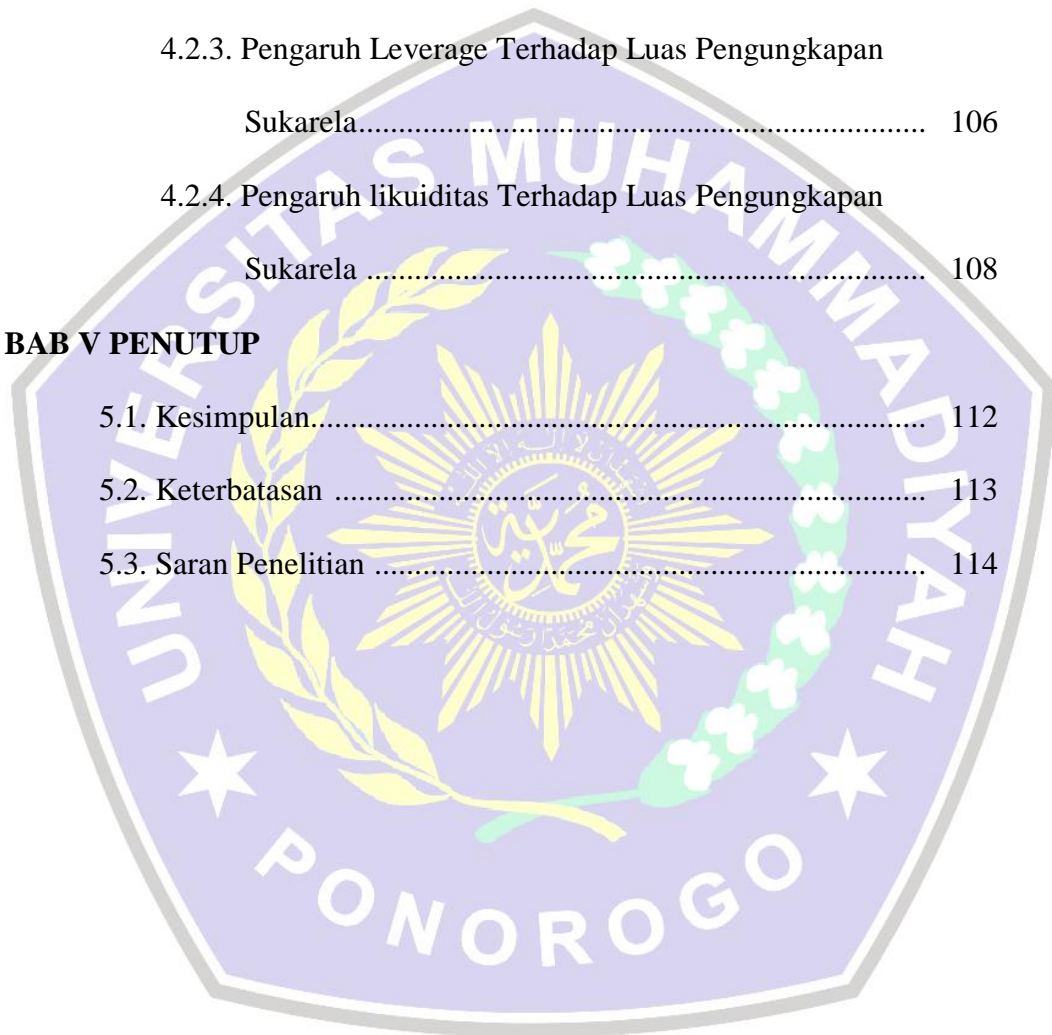 4.2.3. Pengaruh Leverage Terhadap Luas Pengungkapan
Sukarela..................................................................... 106
4.2.4. Pengaruh likuiditas Terhadap Luas Pengungkapan
Sukarela .................................................................... 108
BAB V PENUTUP
5.1. Kesimpulan.......................................................................... 112
5.2. Keterbatasan ....................................................................... 113
5.3. Saran Penelitian .................................................................. 114
UNIVERSITAS MUHAMMADIYAH
PONOROGO